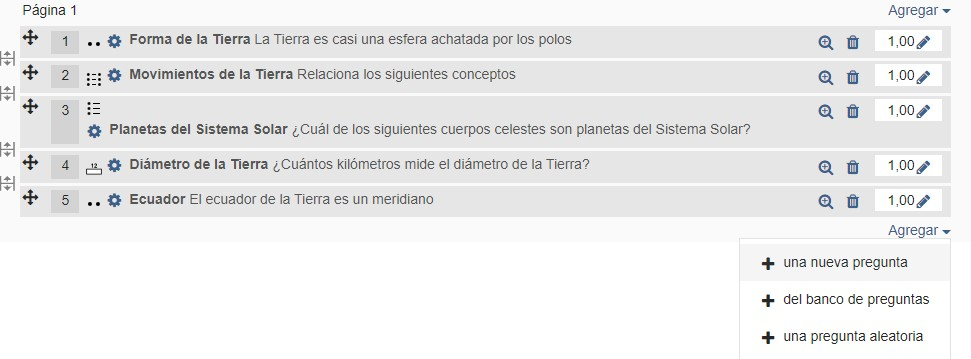 Página 1
Agregar
1 Forma de la Tierra La Tierra es casi una esfera achatada por los polos 1,00
2 Movimientos de la Tierra Relaciona los siguientes conceptos 1,00
3 1,00
Planetas del Sistema Solar ¿Cuál de los siguientes cuerpos celestes son planetas del Sistema Solar?
4 12 Diámetro de la Tierra ¿Cuántos kilómetros mide el diámetro de la Tierra? 1,00
5 Ecuador El ecuador de la Tierra es un meridiano 1,00
Agregar
una nueva pregunta
del banco de preguntas
una pregunta aleatoria